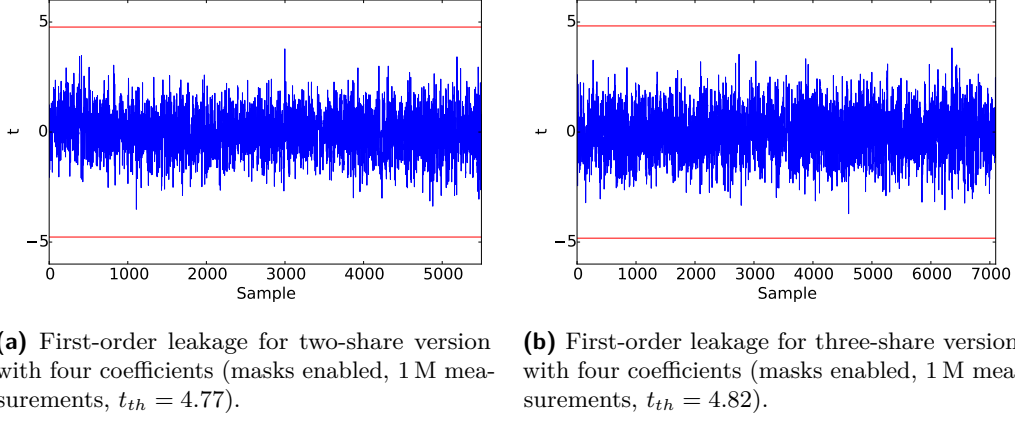 5
0
−5
t
0
1000
2000
3000
4000
5000
Sample
5
0
−5
t
0
1000
2000
3000
4000
5000
6000
7000
Sample
(a) First-order leakage for two-share version
with four coefficients (masks enabled, 1 M mea-
surements, t_th = 4.77).
(b) First-order leakage for three-share version
with four coefficients (masks enabled, 1 M mea-
surements, t_th = 4.82).